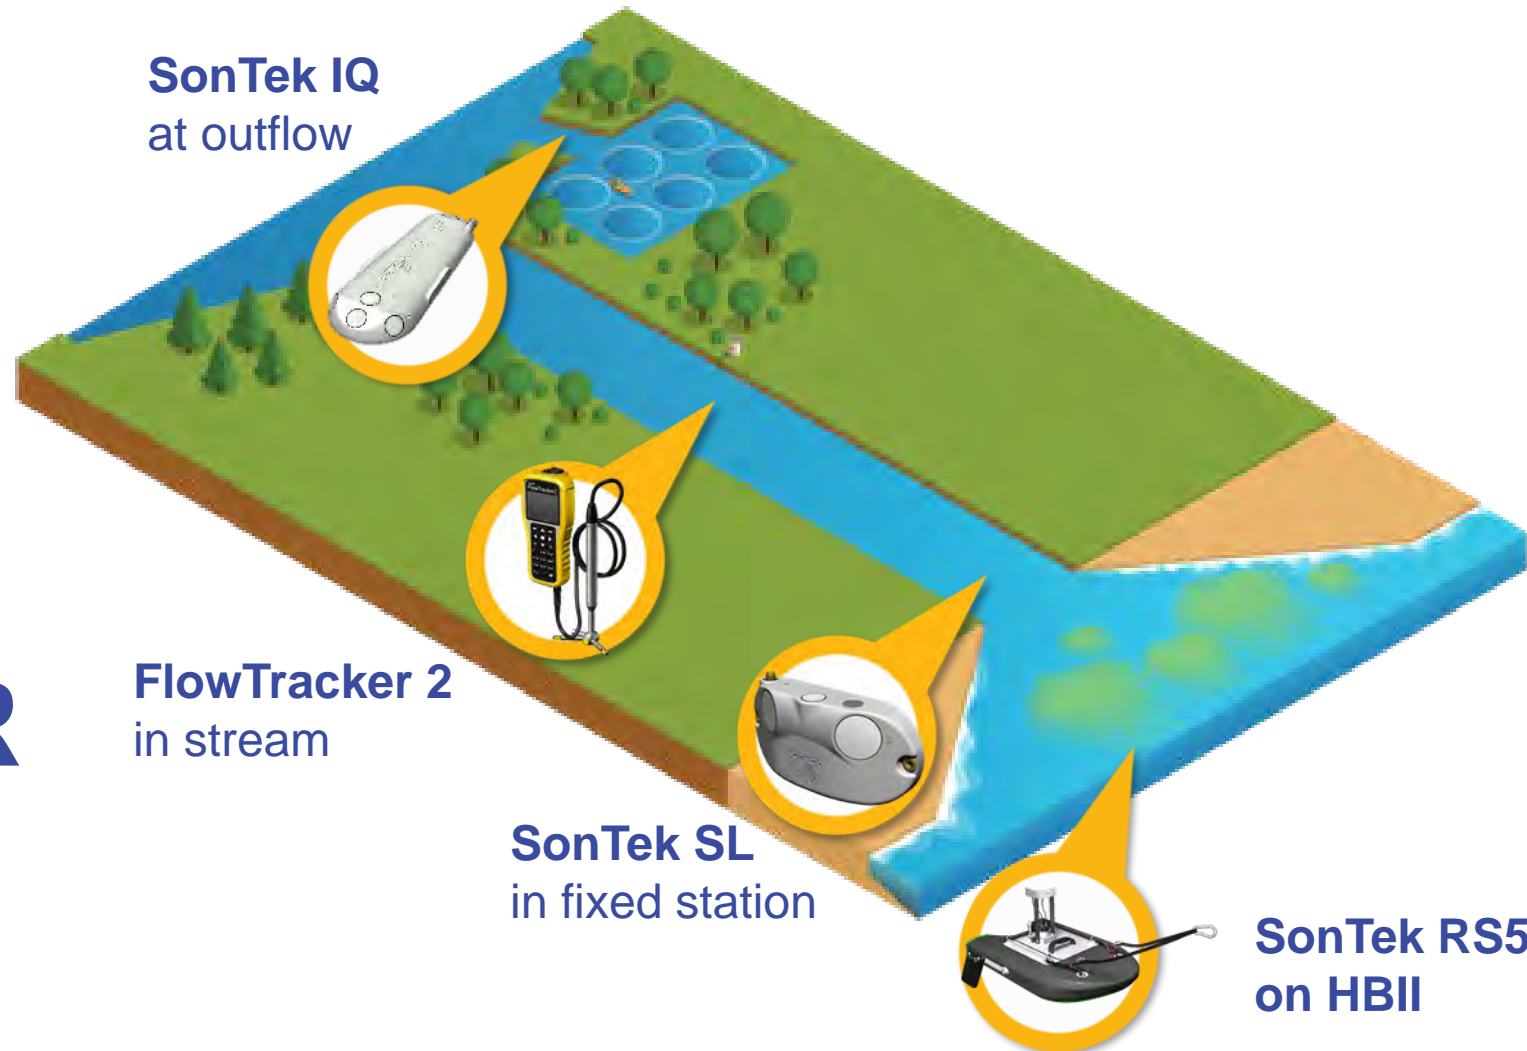 SonTek IQ
at outflow
FlowTracker 2
in stream
R
SonTek SL
in fixed station
SonTek RS5
on HBII